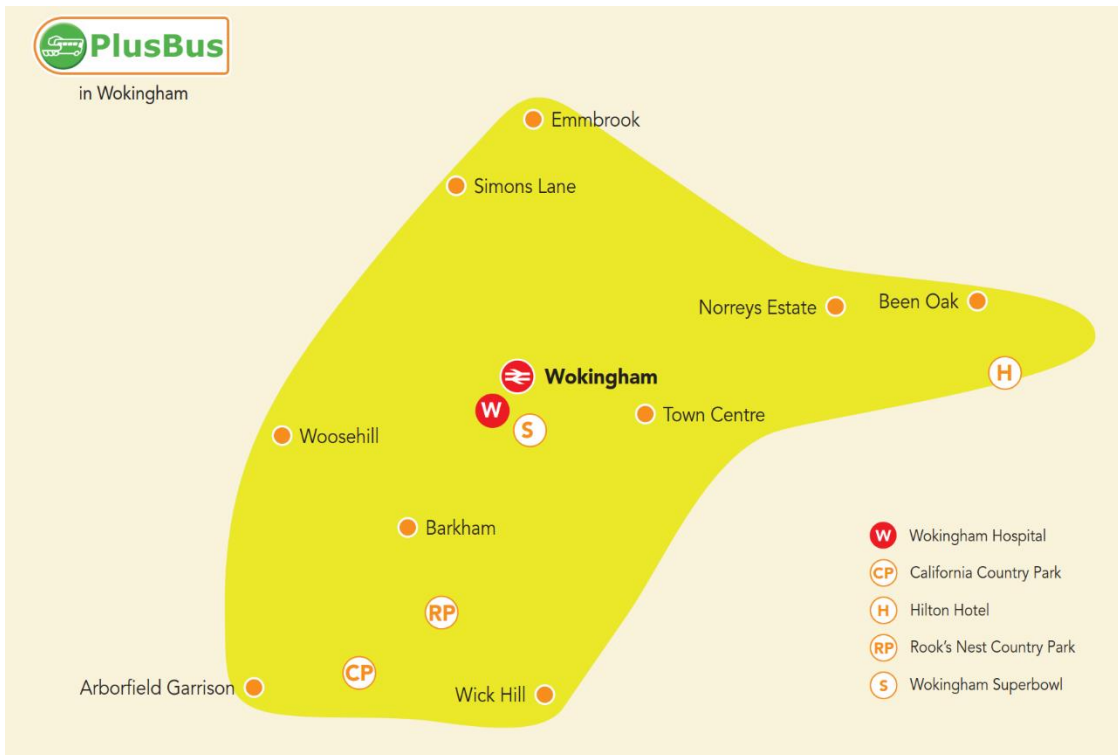 PlusBus
in Wokingham
Emmbrook
Simons Lane
Norreys Estate
Been Oak
H
Wokingham
W
S
Town Centre
Woosehill
Barkham
RP
CP
Arborfield Garrison
Wick Hill
W Wokingham Hospital
CP California Country Park
H Hilton Hotel
RP Rook's Nest Country Park
S Wokingham Superbowl